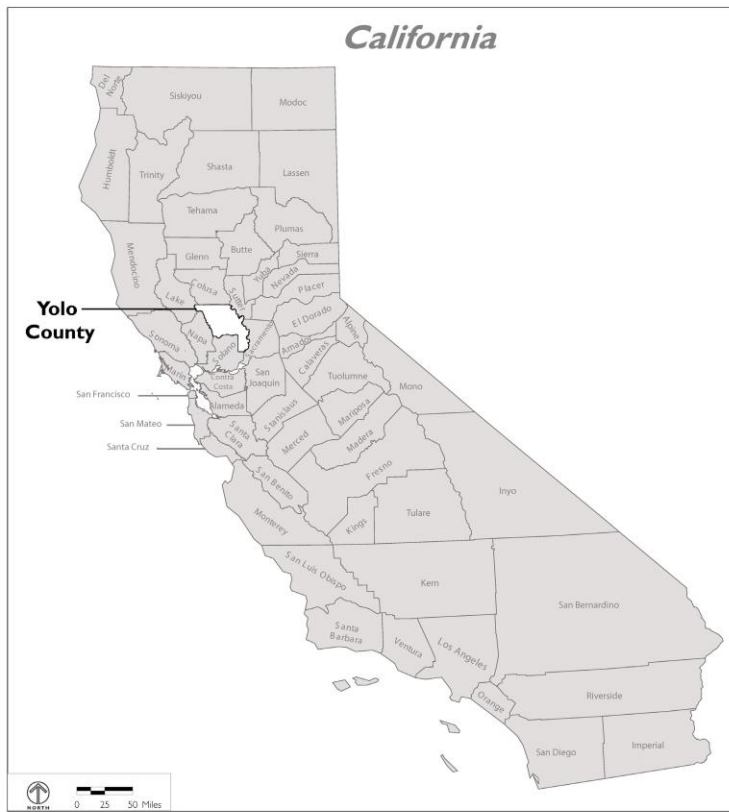 California
Del
Norte
Siskiyou
Modoc
Humboldt
Trinity
Shasta
Lassen
Tehama
Plumas
Mendocino
Glenn
Butte
Sierra
Yuba
Nevada
Lake
Colusa
Sutter
Placer
Yolo
County
El Dorado
Sonoma
Napa
Solano
Sacramento
Amador
Alpine
Marin
Contra
Costa
San
Joaquin
Calaveras
Tuolumne
Mono
San Francisco
Alameda
Stanislaus
Mariposa
San Mateo
Santa
Clara
Merced
Madera
Santa Cruz
San Benito
Fresno
Inyo
Monterey
Kings
Tulare
San Luis Obispo
Kern
San Bernardino
Santa
Barbara
Ventura
Los Angeles
Orange
Riverside
San Diego
Imperial
NORTH
0 25 50 Miles